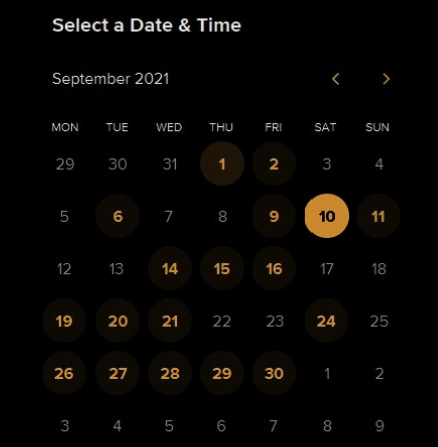 Select a Date & Time
September 2021
MON TUE WED THU FRI SAT SUN
29 30 31 1 2 3 4
5 6 7 8 9 10 11
12 13 14 15 16 17 18
19 20 21 22 23 24 25
26 27 28 29 30 1 2
3 4 5 6 7 8 9